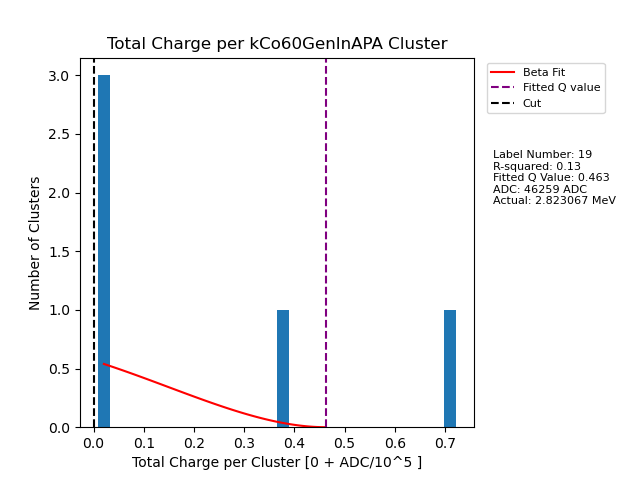 Total Charge per kCo60GenInAPA Cluster
Number of Clusters
3.0
2.5
2.0
1.5
1.0
0.5
0.0
0.0 0.1 0.2 0.3 0.4 0.5 0.6 0.7
Total Charge per Cluster [0 + ADC/10^5 ]
Beta Fit
Fitted Q value
Cut
Label Number: 19
R-squared: 0.13
Fitted Q Value: 0.463
ADC: 46259 ADC
Actual: 2.823067 MeV